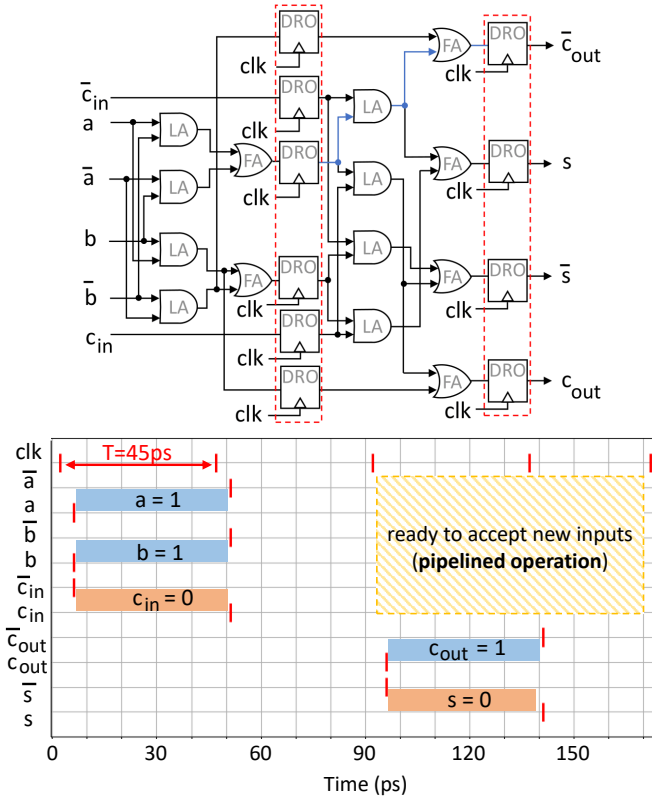 DRO
DRO
c̄out
FA
clk
clk
c̄in
DRO
a
LA
clk
LA
ā
FA
DRO
FA
DRO
s
LA
clk
LA
clk
b
LA
DRO
LA
FA
DRO
s̄
b̄
LA
FA
clk
clk
cin
DRO
LA
clk
DRO
FA
DRO
cout
clk
clk
clk
T=45ps
ā
a
a = 1
b̄
b
b = 1
c̄in
cin
cin = 0
ready to accept new inputs
(pipelined operation)
c̄out
cout
cout = 1
s̄
s
s = 0
0 30 60 90 120 150
Time (ps)